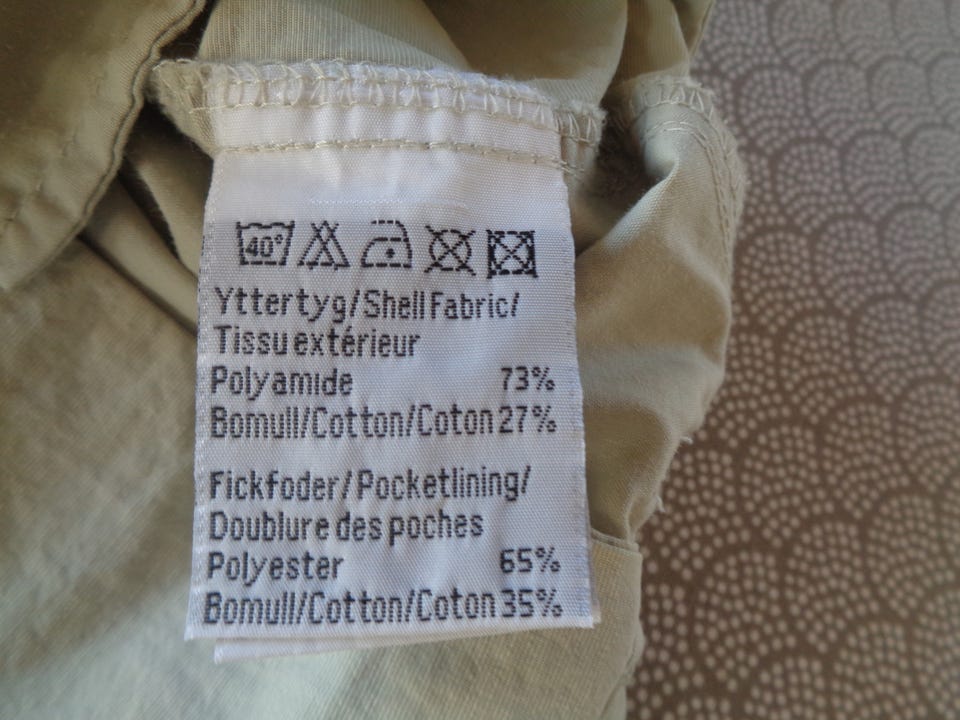 40°
Yttertyg/Shell Fabric/
Tissu extérieur
Polyamide 73%
Bomull/Cotton/Coton 27%
Fickfoder/Pocketlining/
Doublure des poches
Polyester 65%
Bomull/Cotton/Coton 35%